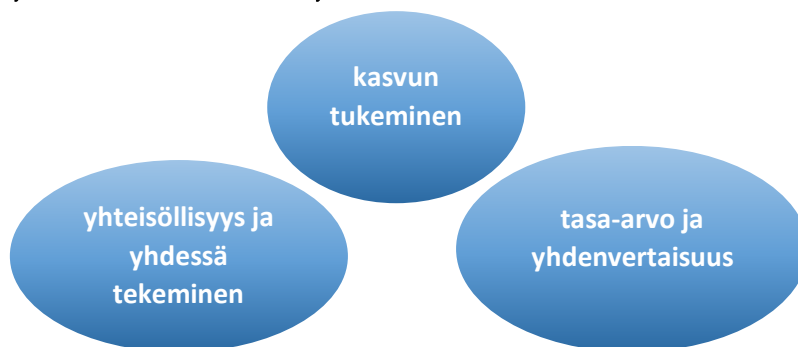 kasvun
tukeminen
yhteisöllisyys ja
yhdessä
tekeminen
tasa-arvo ja
yhdenvertaisuus